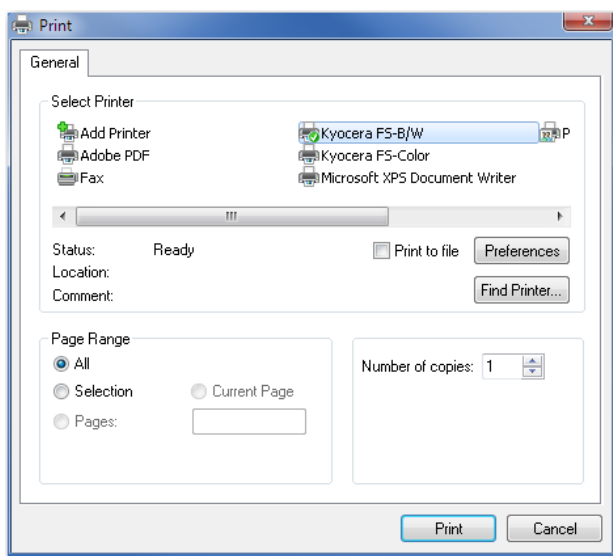 Print
General
Select Printer
Add Printer
Kyocera FS-B/W
P
Adobe PDF
Kyocera FS-Color
Fax
Microsoft XPS Document Writer
Status: Ready
Print to file
Preferences
Location:
Comment:
Find Printer...
Page Range
All
Number of copies: 1
Selection
Current Page
Pages:
Print
Cancel